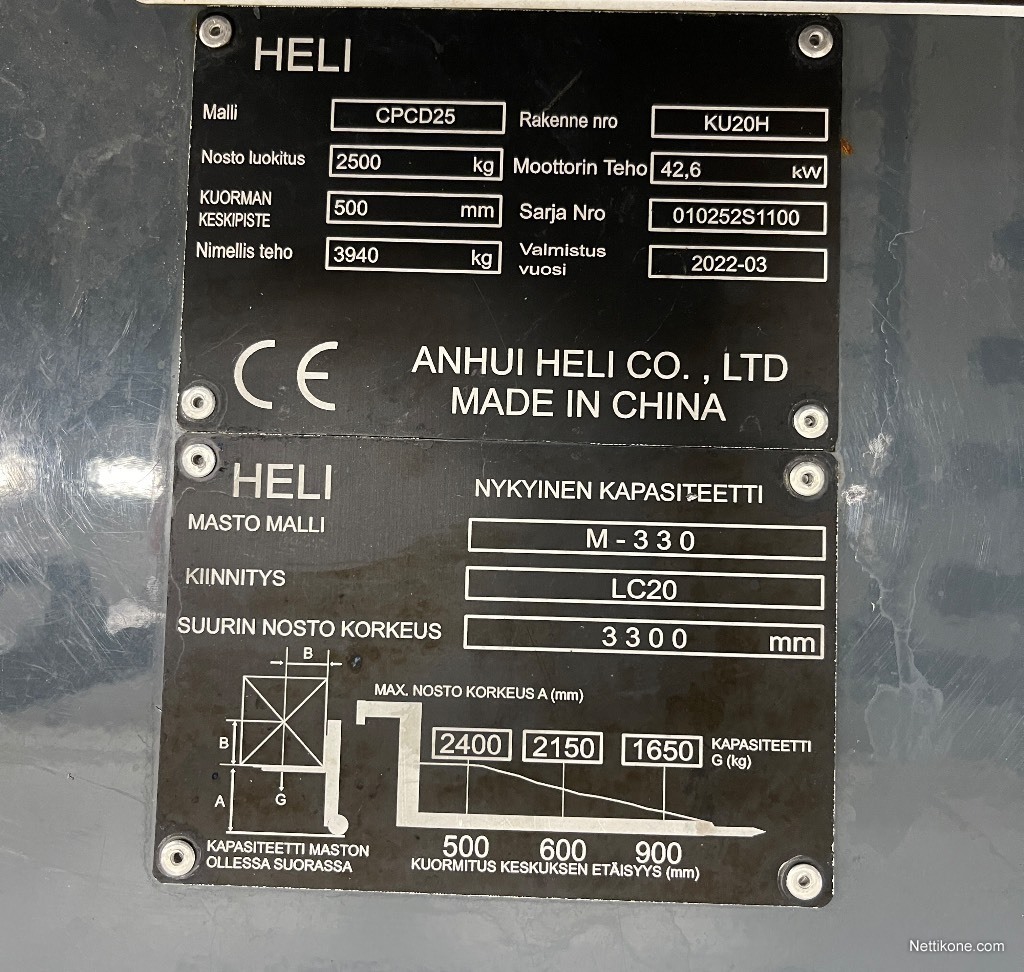 HELI
Malli CPCD25 Rakenne nro KU20H
Nosto luokitus 2500 kg Moottorin Teho 42,6 kW
KUORMAN KESKIPISTE 500 mm Sarja Nro 010252S1100
Nimellis teho 3940 kg Valmistus vuosi 2022-03
CE
ANHUI HELI CO. , LTD
MADE IN CHINA
HELI
NYKYINEN KAPASITEETTI
MASTO MALLI M-330
KIINNITYS LC20
SUURIN NOSTO KORKEUS 3300 mm
B
MAX. NOSTO KORKEUS A (mm)
B
2400 2150 1650 KAPASITEETTI G (kg)
A
G
KAPASITEETTI MASTON
OLLESSA SUORASSA
500 600 900
KUORMITUS KESKUKSEN ETÄISYYS (mm)
Nettikone.com